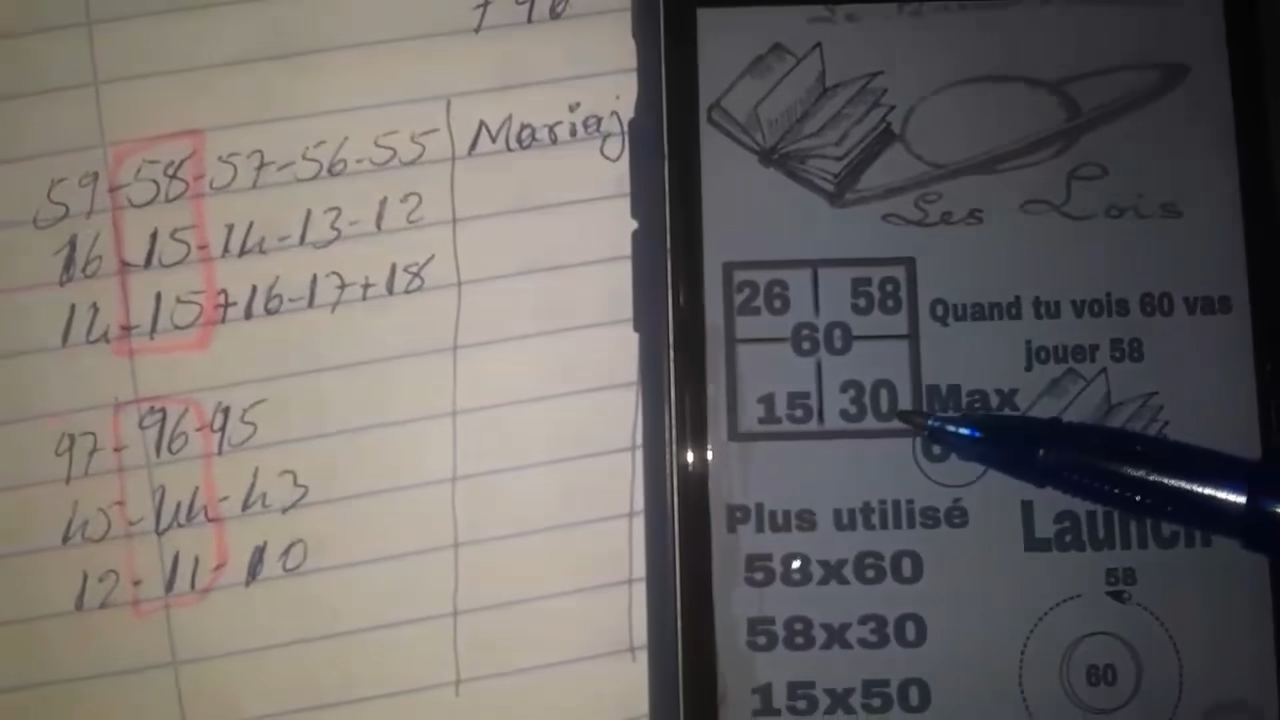 59-58-57-56-55 Mariaj
16-15-14-13-12
14-15+16-17+18
97-96-95
45-44-43
12-11-10
Les Lois
26 58
60
15 30
Quand tu vois 60 vas
jouer 58
Max
Plus utilisé
58x60
58x30
15x50
Launch
58
60